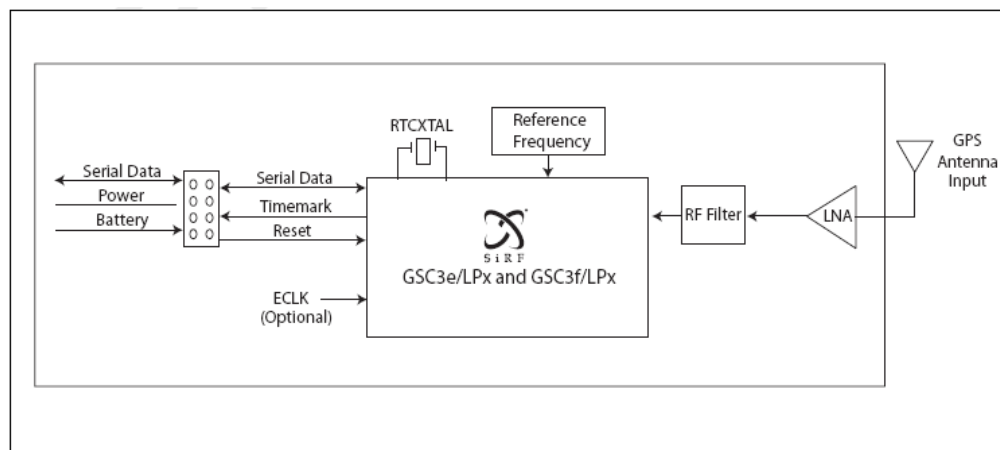 Serial Data
Power
Battery
Serial Data
Timemark
Reset
ECLK
(Optional)
RTCXTAL
Reference
Frequency
SiRF
GSC3e/LPx and GSC3f/LPx
RF Filter
LNA
GPS
Antenna
Input